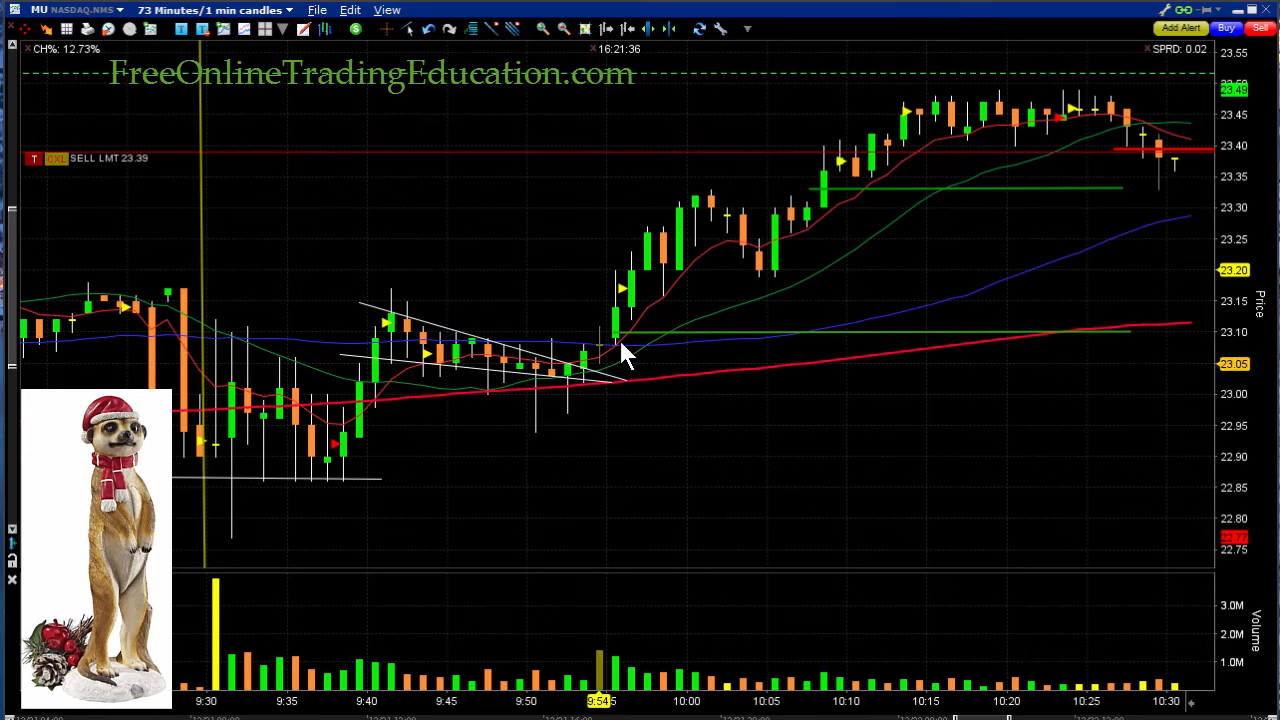 MU NASDAQ.NMS 73 Minutes/1 min candles File Edit View
Add Alert Buy Sell
CH%: 12.73% 16:21:36 SPRD: 0.02
FreeOnlineTradingEducation.com
23.55
23.49
23.45
23.40
T CXL SELL LMT 23.39
23.35
23.30
23.25
23.20
23.15
23.10
23.05
23.00
22.95
22.90
22.85
22.80
22.77
22.75
Price
3.0M
2.0M
1.0M
Volume
9:30 9:35 9:40 9:45 9:50 9:54 10:00 10:05 10:10 10:15 10:20 10:25 10:30